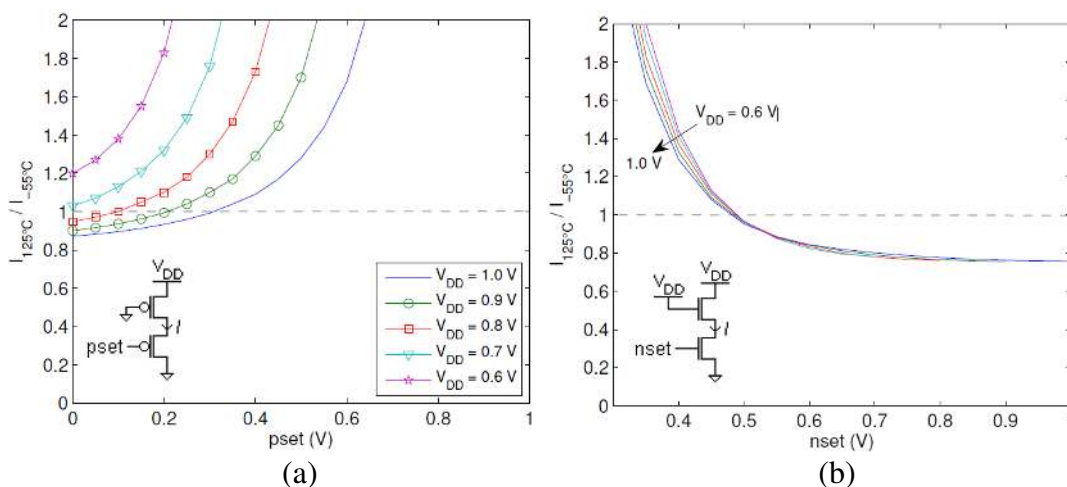 2
1.8
1.6
1.4
1.2
1
0.8
0.6
0.4
0.2
0
I125°C / I−55°C
VDD
pset
I
VDD = 1.0 V
VDD = 0.9 V
VDD = 0.8 V
VDD = 0.7 V
VDD = 0.6 V
0 0.2 0.4 0.6 0.8 1
pset (V)
(a)
2
1.8
1.6
1.4
1.2
1
0.8
0.6
0.4
0.2
0
I125°C / I−55°C
VDD = 0.6 V|
1.0 V
VDD
VDD
I
nset
0.4 0.5 0.6 0.7 0.8 0.9
nset (V)
(b)